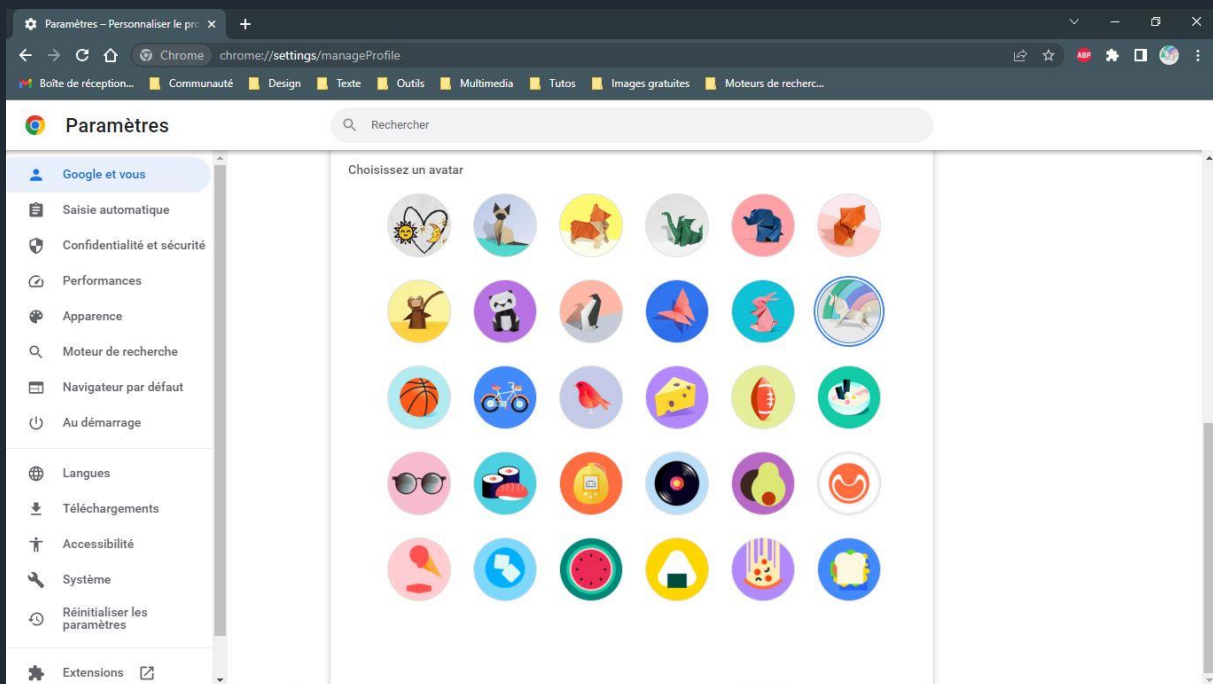 Paramètres – Personnaliser le pro
Chrome chrome://settings/manageProfile
Boîte de réception... Communauté Design Texte Outils Multimedia Tutos Images gratuites Moteurs de recherc...
ABP
Paramètres
Rechercher
Google et vous
Saisie automatique
Confidentialité et sécurité
Performances
Apparence
Moteur de recherche
Navigateur par défaut
Au démarrage
Langues
Téléchargements
Accessibilité
Système
Réinitialiser les
paramètres
Extensions
Choisissez un avatar